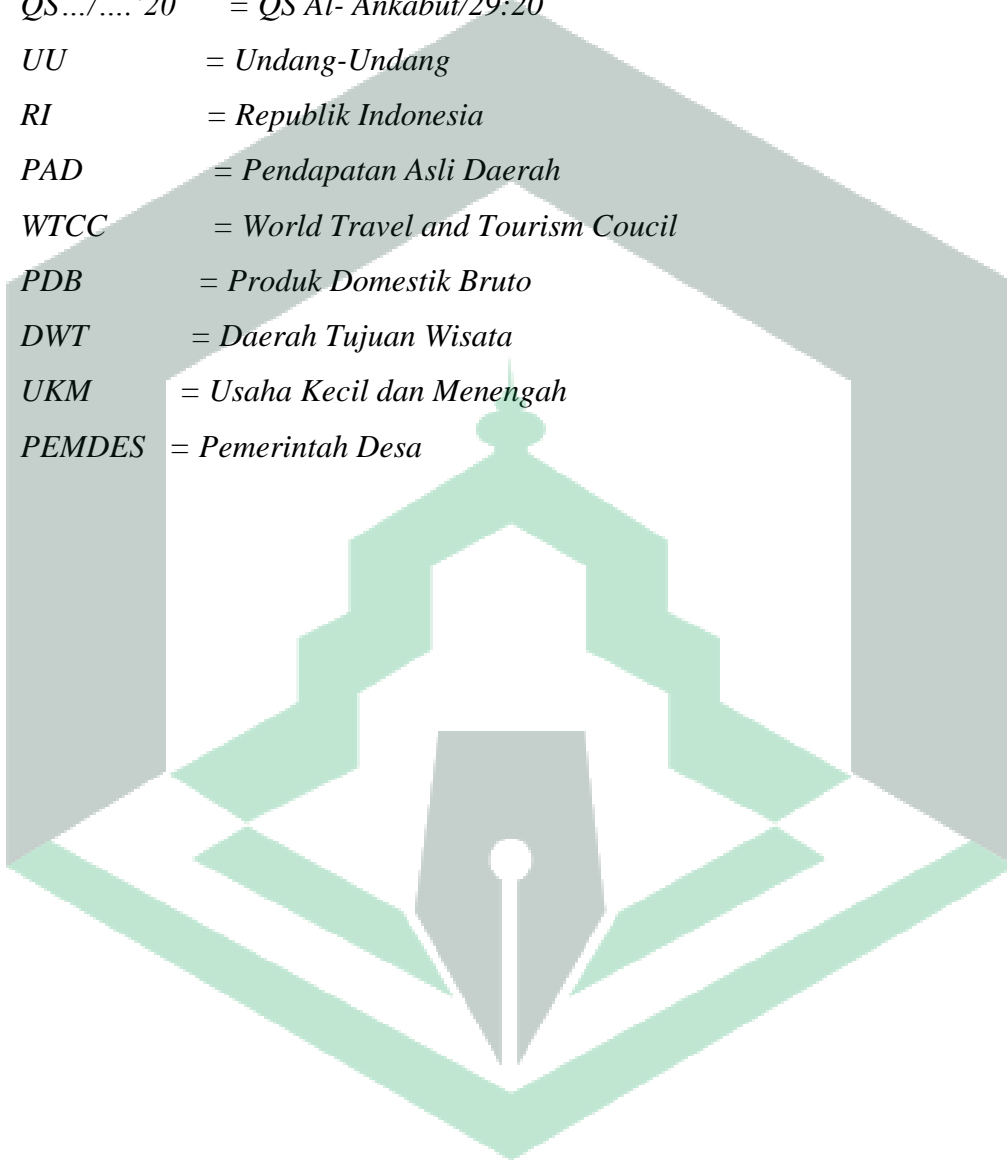 QS.../....'20 = QS Al- Ankabut/29:20
UU = Undang-Undang
RI = Republik Indonesia
PAD = Pendapatan Asli Daerah
WTCC = World Travel and Tourism Coucil
PDB = Produk Domestik Bruto
DWT = Daerah Tujuan Wisata
UKM = Usaha Kecil dan Menengah
PEMDES = Pemerintah Desa